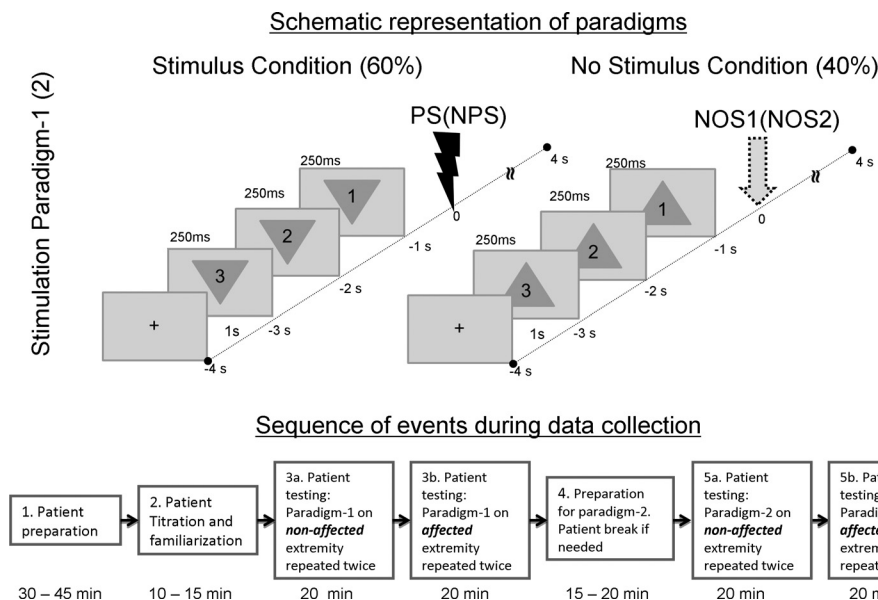 Schematic representation of paradigms
Stimulation Paradigm-1 (2)
Stimulus Condition (60%)
PS(NPS)
250ms
1
250ms
2
250ms
3
+
1s
-4 s
-3 s
-2 s
-1 s
0
4 s
No Stimulus Condition (40%)
NOS1(NOS2)
250ms
1
250ms
2
250ms
3
+
1s
-4 s
-3 s
-2 s
-1 s
0
4 s
Sequence of events during data collection
1. Patient
preparation
30 – 45 min
2. Patient
Titration and
familiarization
10 – 15 min
3a. Patient
testing:
Paradigm-1 on
non-affected
extremity
repeated twice
20 min
3b. Patient
testing:
Paradigm-1 on
affected
extremity
repeated twice
20 min
4. Preparation
for paradigm-2.
Patient break if
needed
15 – 20 min
5a. Patient
testing:
Paradigm-2 on
non-affected
extremity
repeated twice
20 min
5b.